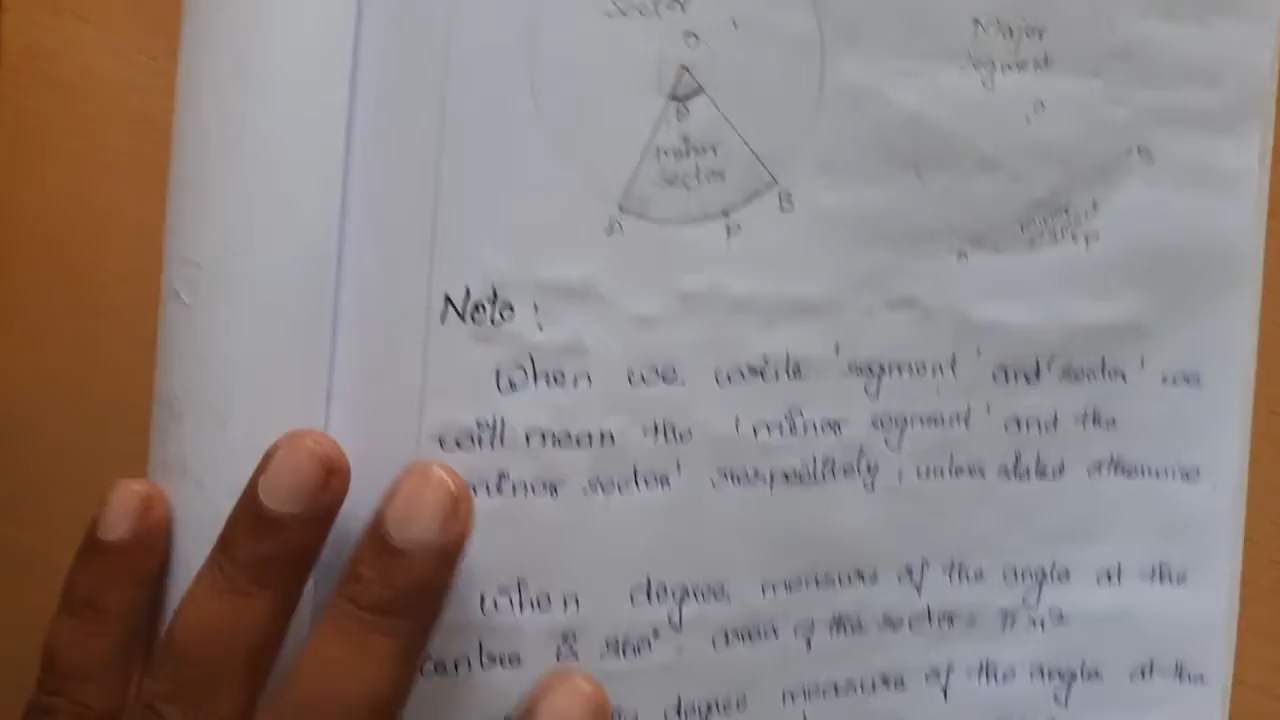 Sector
Major
Segment
O
O
θ
minor
sector
B
A
P
B
A
P
Note :
When we write 'segment' and 'sector' we
will mean the 'minor segment' and the
minor sector' respectively, unless stated otherwise
When degree measure of the angle at the
centre is 360°, area of the sector = πr²
degree measure of the angle at the